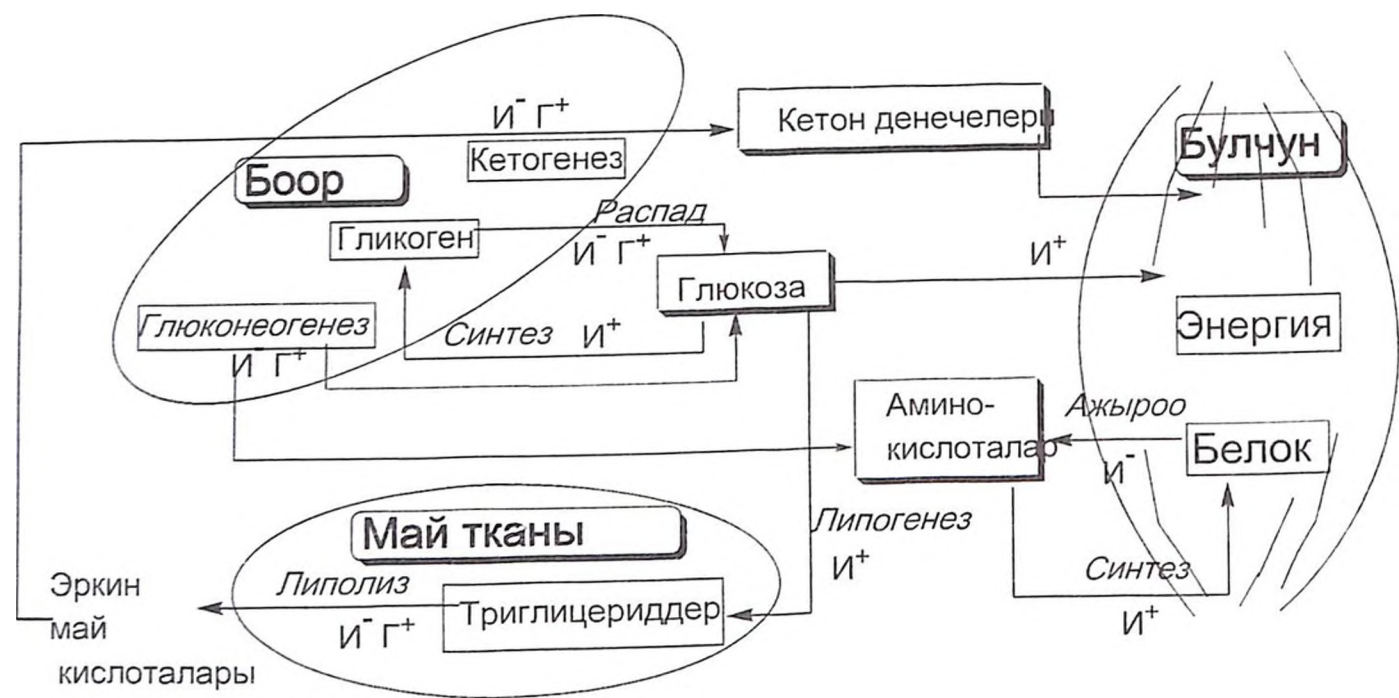 И⁻ Г⁺
Кетон денечелери
Булчун
Кетогенез
Боор
Распад
Гликоген
И⁻ Г⁺
И⁺
Глюкоза
Глюконеогенез
Синтез И⁺
Энергия
И⁻ Г⁺
Амино-
кислоталар
Ажыроо
Белок
И⁻
Май тканы
Липогенез
И⁺
Эркин
май
кислоталары
Липолиз
Триглицериддер
И⁻ Г⁺
Синтез
И⁺